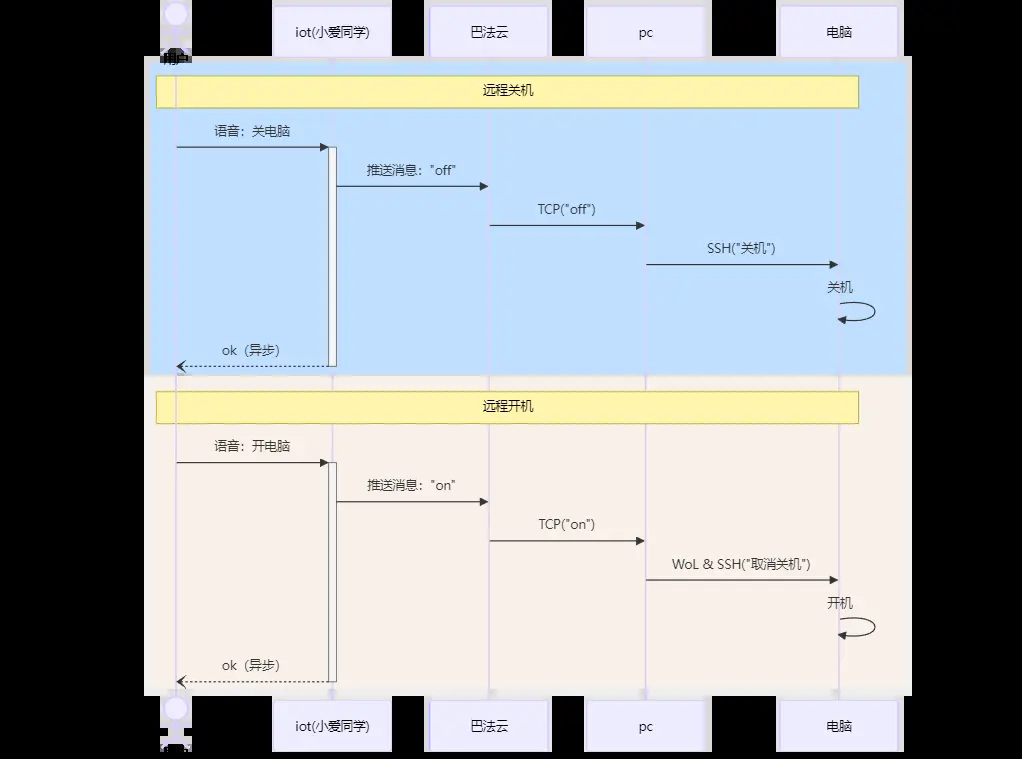 iot(小爱同学)
巴法云
pc
电脑
用户
远程关机
语音：关电脑
推送消息："off"
TCP("off")
SSH("关机")
关机
ok（异步）
远程开机
语音：开电脑
推送消息："on"
TCP("on")
WoL & SSH("取消关机")
开机
ok（异步）
iot(小爱同学)
巴法云
pc
电脑